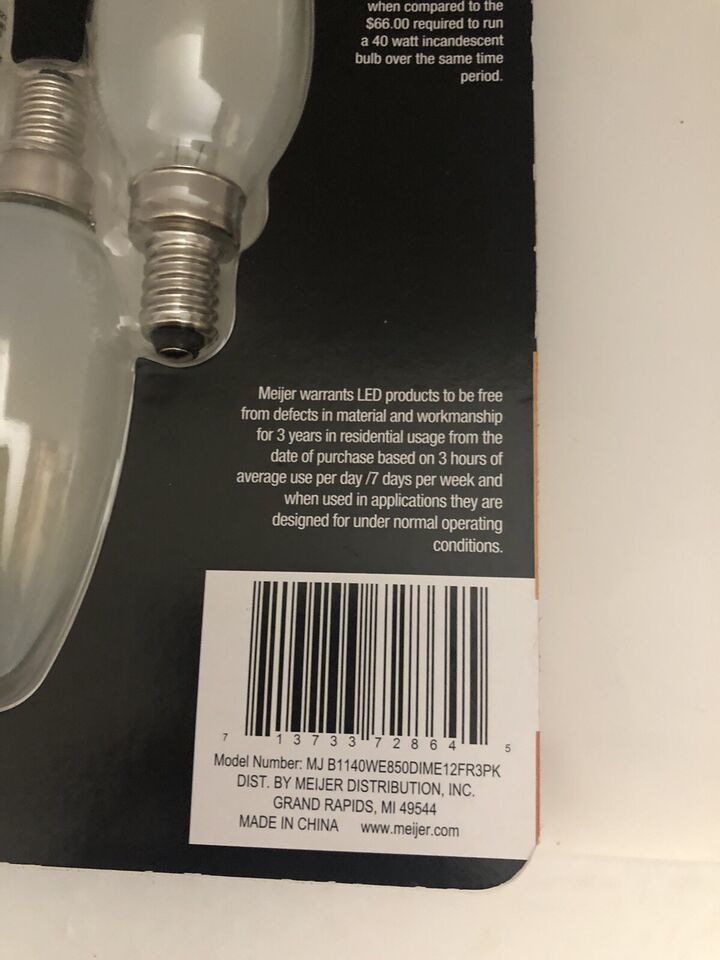 when compared to the
$66.00 required to run
a 40 watt incandescent
bulb over the same time
period.
Meijer warrants LED products to be free
from defects in material and workmanship
for 3 years in residential usage from the
date of purchase based on 3 hours of
average use per day /7 days per week and
when used in applications they are
designed for under normal operating
conditions.
7 13733 72864 5
Model Number: MJ B1140WE850DIME12FR3PK
DIST. BY MEIJER DISTRIBUTION, INC.
GRAND RAPIDS, MI 49544
MADE IN CHINA www.meijer.com